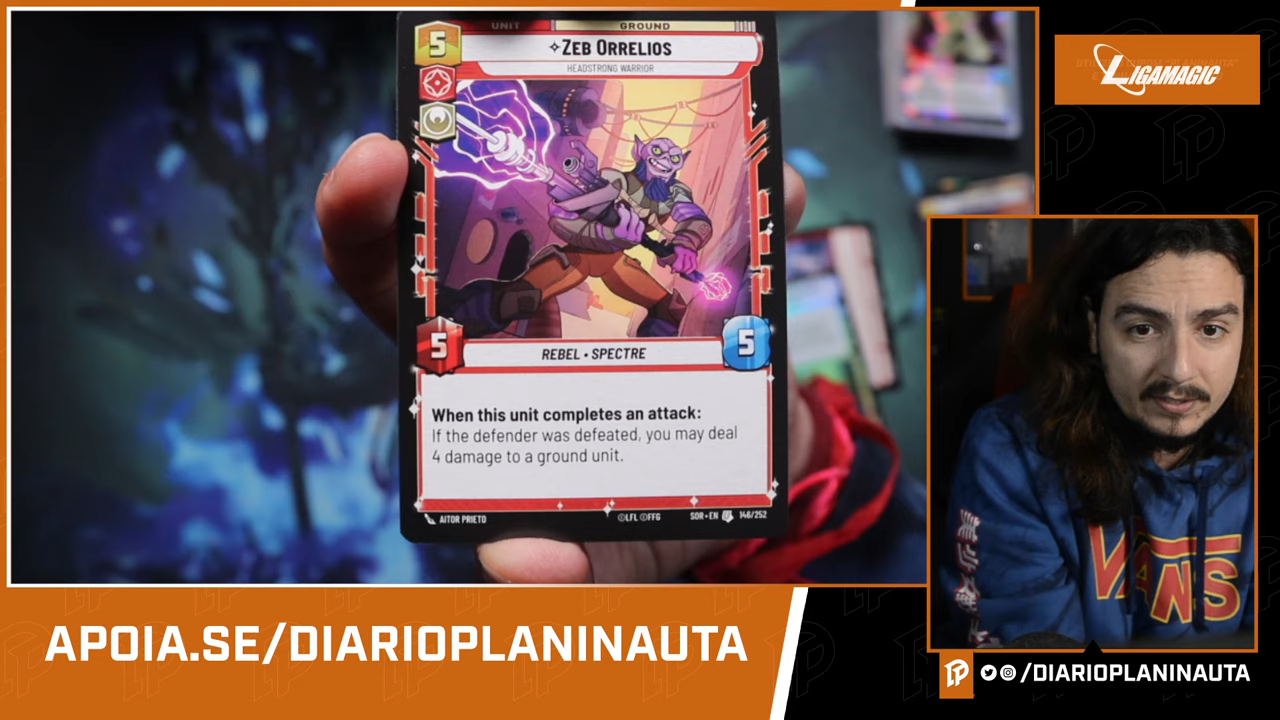 UNIT
GROUND
5
ZEB ORRELIOS
HEADSTRONG WARRIOR
5
REBEL • SPECTRE
5
When this unit completes an attack:
If the defender was defeated, you may deal
4 damage to a ground unit.
AITOR PRIETO
©LFL ©FFG
SOR • EN
146/252
LIGAMAGIC
VANS
APOIA.SE/DIARIOPLANINAUTA
/DIARIOPLANINAUTA